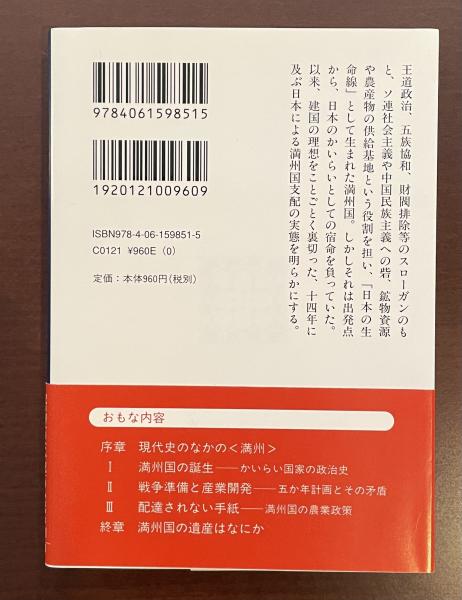 王道政治、五族協和、財閥排除等のスローガンのも
と、ソ連社会主義や中国民族主義への砦、鉱物資源
や農産物の供給基地という役割を担い、「日本の生
命線」として生まれた満州国。しかしそれは出発点
から、日本のかいらいとしての宿命を負っていた。
以来、建国の理想をことごとく裏切った、十四年に
及ぶ日本による満州国支配の実態を明らかにする。
9784061598515
1920121009609
ISBN978-4-06-159851-5
C0121 ¥960E (0)
定価：本体960円（税別）
おもな内容
序章 現代史のなかの＜満州＞
Ⅰ 満州国の誕生——かいらい国家の政治史
Ⅱ 戦争準備と産業開発——五か年計画とその矛盾
Ⅲ 配達されない手紙——満州国の農業政策
終章 満州国の遺産はなにか